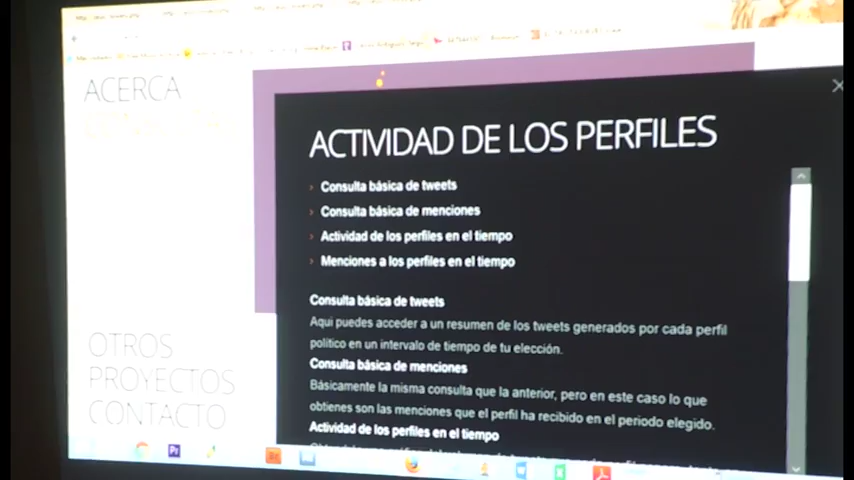 ACERCA
ACTIVIDAD DE LOS PERFILES
Consulta básica de tweets
Consulta básica de menciones
Actividad de los perfiles en el tiempo
Menciones a los perfiles en el tiempo
Consulta básica de tweets
Aqui puedes acceder a un resumen de los tweets generados por cada perfil
político en un intervalo de tiempo de tu elección.
Consulta básica de menciones
Básicamente la misma consulta que la anterior, pero en este caso lo que
obtienes son las menciones que el perfil ha recibido en el periodo elegido.
Actividad de los perfiles en el tiempo
OTROS
PROYECTOS
CONTACTO
Pr